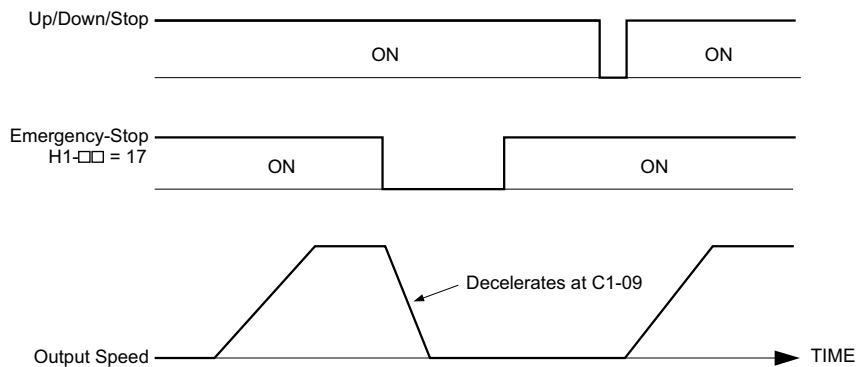 Up/Down/Stop
ON
ON
Emergency-Stop
H1-□□ = 17
ON
ON
Decelerates at C1-09
Output Speed
TIME